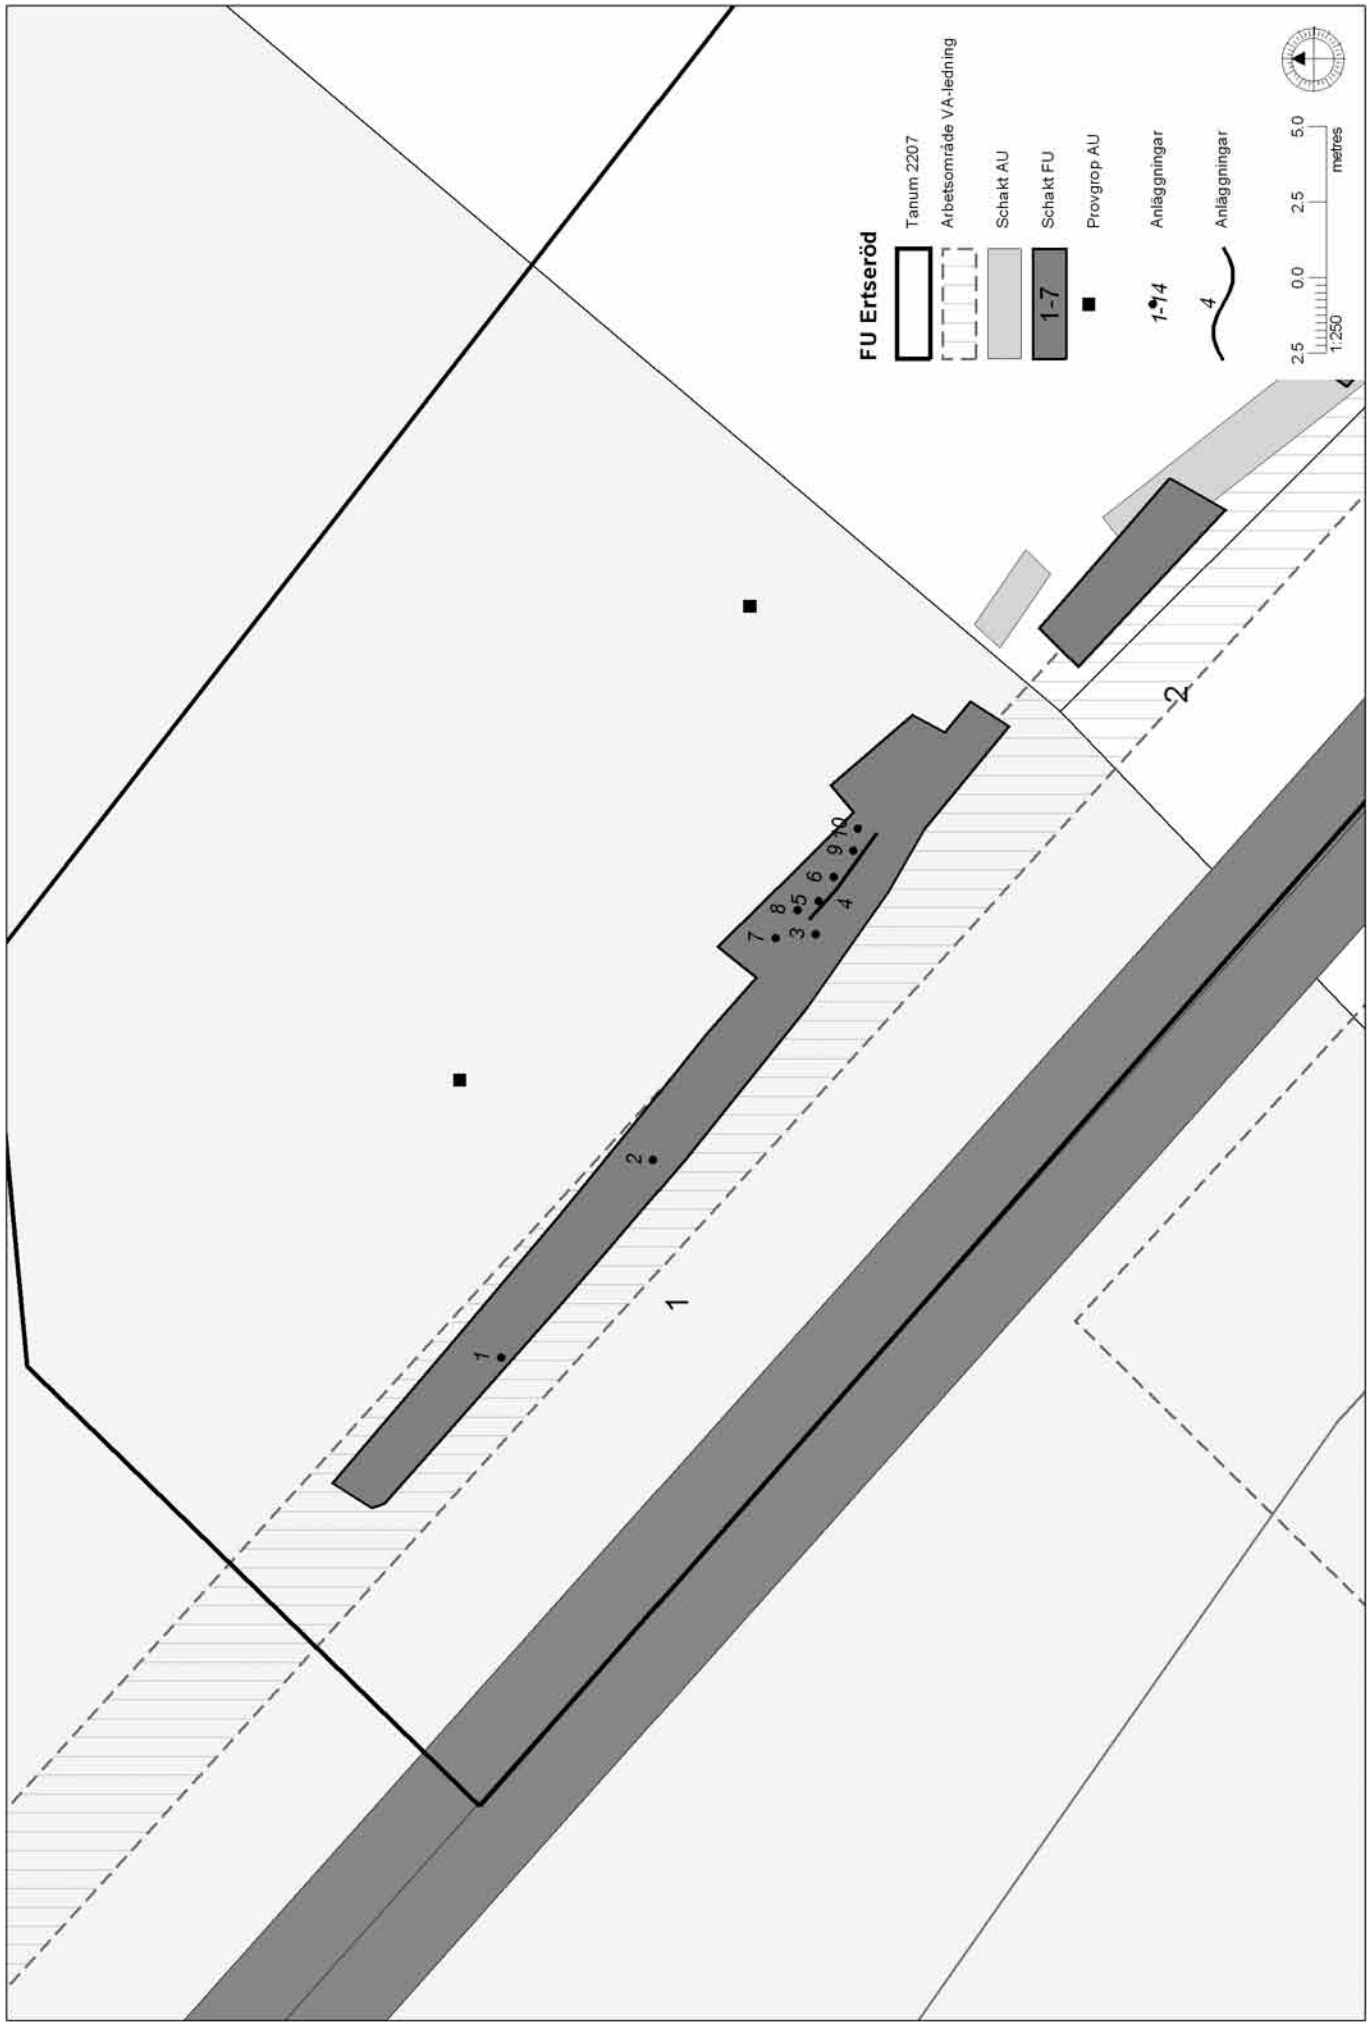 FU Ertseröd
Tanum 2207
Arbetsområde VA-ledning
Schakt AU
1-7 Schakt FU
Provgrop AU
1-14 Anläggningar
4 Anläggningar
2.5 0.0 2.5 5.0
1:250 metres
1
2
7
8
3
5
4
6
9
10
1
2